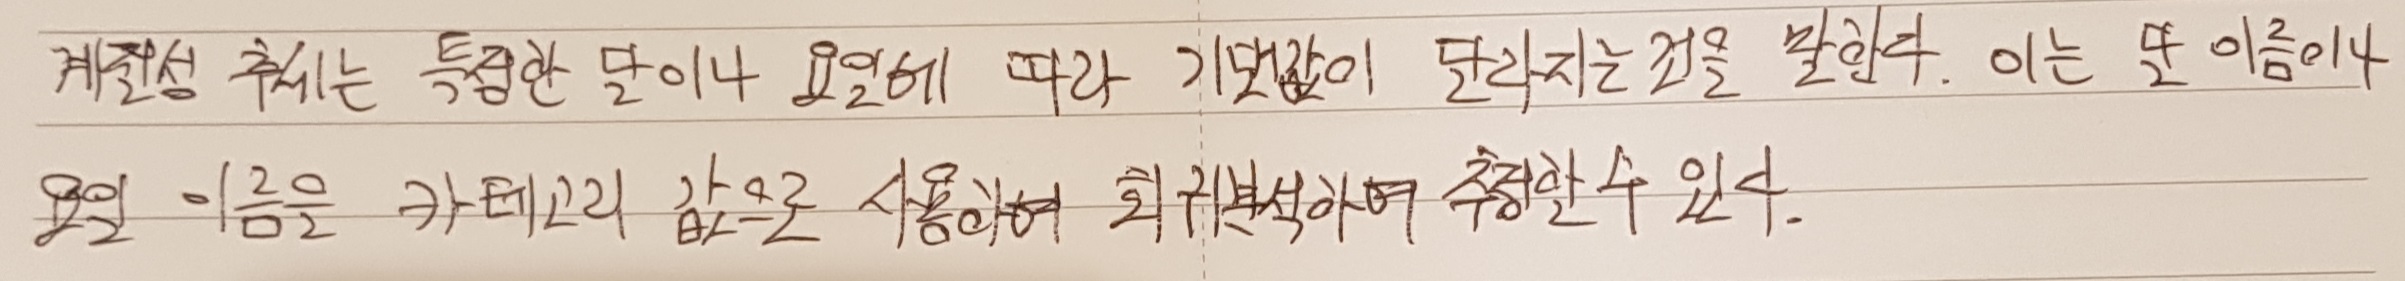 계절성 추세는 특정한 달이나 요일에 따라 기댓값이 달라지는 것을 말한다. 이는 달 이름이나
요일 이름을 카테고리 값으로 사용하여 회귀분석하여 추정할 수 있다.